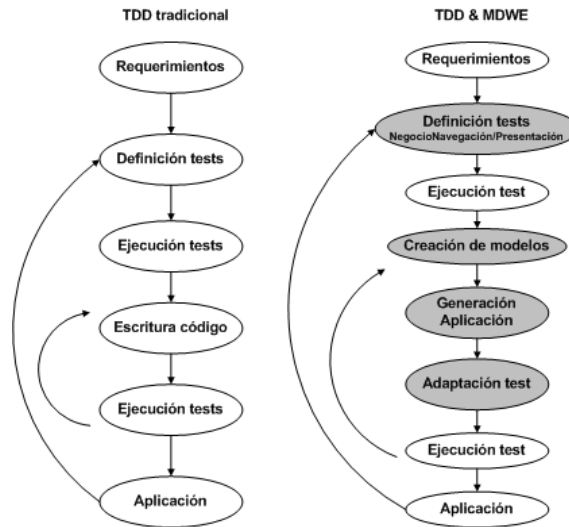 TDD tradicional
Requerimientos
Definición tests
Ejecución tests
Escritura código
Ejecución tests
Aplicación
TDD & MDWE
Requerimientos
Definición tests
NegocioNavegación/Presentación
Ejecución test
Creación de modelos
Generación
Aplicación
Adaptación test
Ejecución test
Aplicación